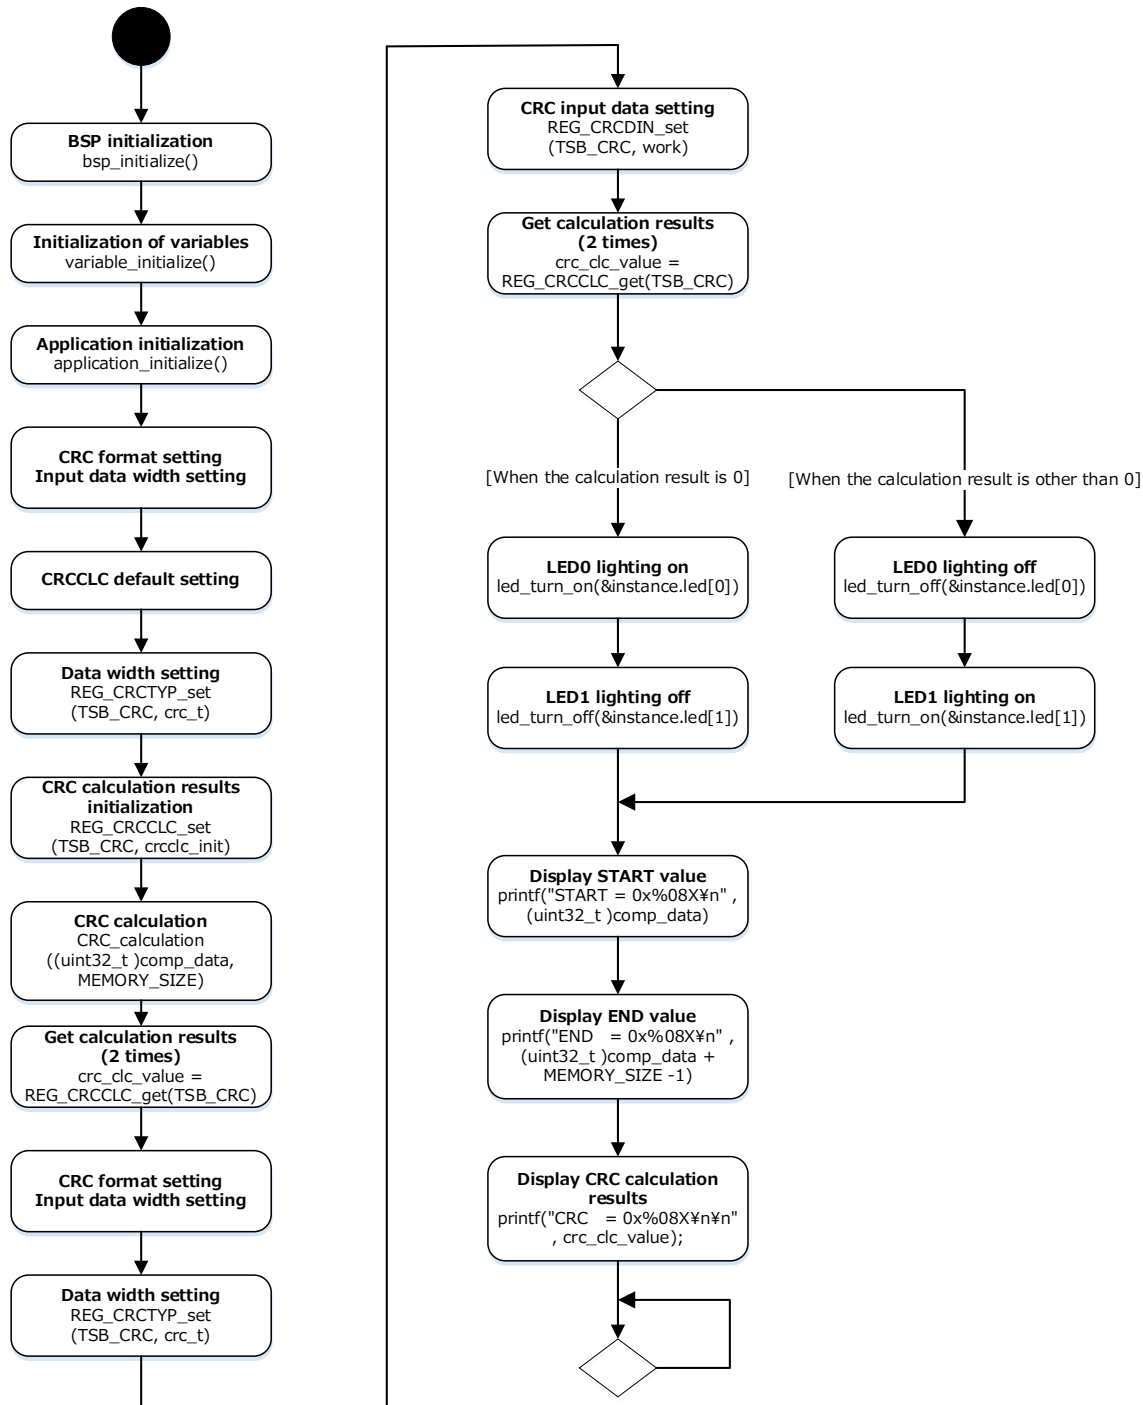 BSP initialization
bsp_initialize()
Initialization of variables
variable_initialize()
Application initialization
application_initialize()
CRC format setting
Input data width setting
CRCCLC default setting
Data width setting
REG_CRCTYP_set
(TSB_CRC, crc_t)
CRC calculation results
initialization
REG_CRCCLC_set
(TSB_CRC, crcclc_init)
CRC calculation
CRC_calculation
((uint32_t )comp_data,
MEMORY_SIZE)
Get calculation results
(2 times)
crc_clc_value =
REG_CRCCLC_get(TSB_CRC)
CRC format setting
Input data width setting
Data width setting
REG_CRCTYP_set
(TSB_CRC, crc_t)
CRC input data setting
REG_CRCDIN_set
(TSB_CRC, work)
Get calculation results
(2 times)
crc_clc_value =
REG_CRCCLC_get(TSB_CRC)
[When the calculation result is 0]
[When the calculation result is other than 0]
LED0 lighting on
led_turn_on(&instance.led[0])
LED0 lighting off
led_turn_off(&instance.led[0])
LED1 lighting off
led_turn_off(&instance.led[1])
LED1 lighting on
led_turn_on(&instance.led[1])
Display START value
printf("START = 0x%08X¥n" ,
(uint32_t )comp_data)
Display END value
printf("END   = 0x%08X¥n" ,
(uint32_t )comp_data +
MEMORY_SIZE -1)
Display CRC calculation
results
printf("CRC   = 0x%08X¥n¥n"
, crc_clc_value);